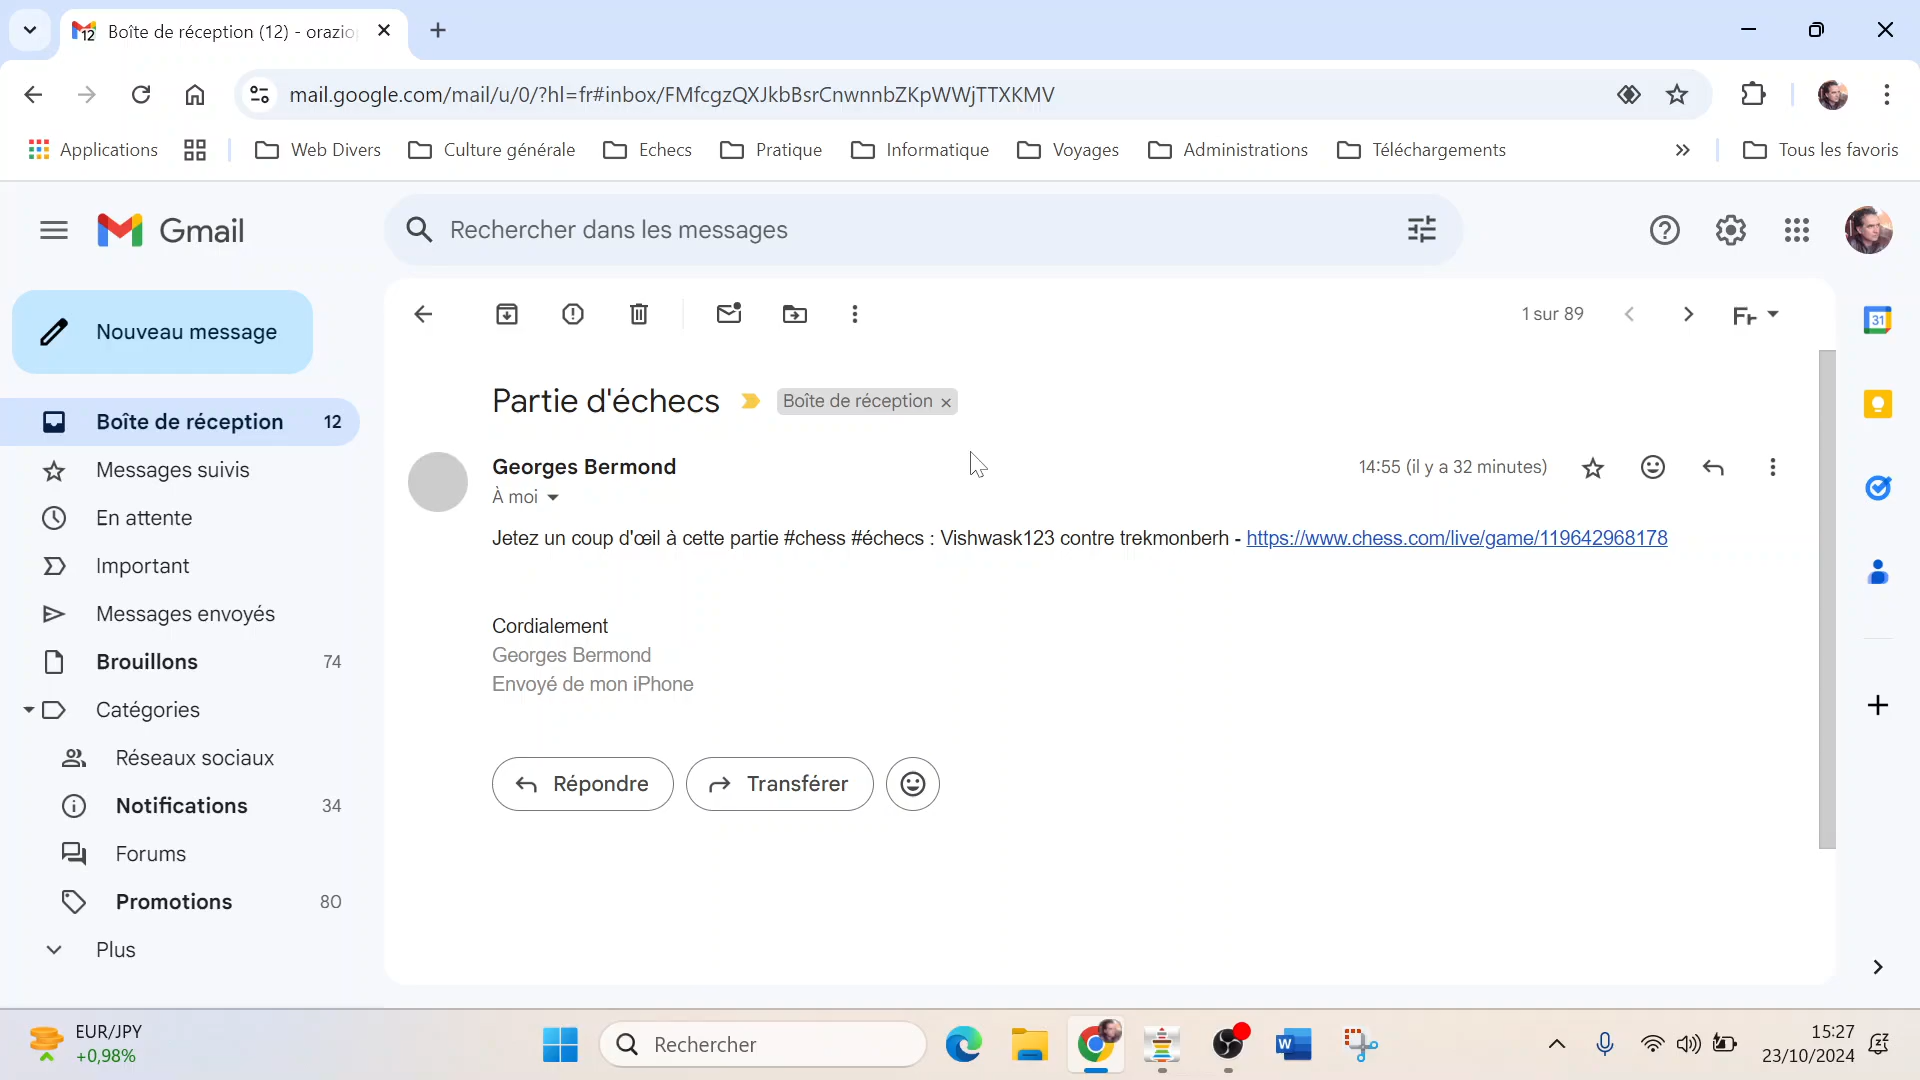 12
Boîte de réception (12) - orazio
mail.google.com/mail/u/0/?hl=fr#inbox/FMfcgzQXJkbBsrCnwnnbZKpWWjTTXKMV
Applications
Web Divers
Culture générale
Echecs
Pratique
Informatique
Voyages
Administrations
Téléchargements
Tous les favoris
Gmail
Rechercher dans les messages
Nouveau message
1 sur 89
Fr
31
Boîte de réception 12
Messages suivis
En attente
Important
Messages envoyés
Brouillons 74
Catégories
Réseaux sociaux
Notifications 34
Forums
Promotions 80
Plus
Partie d'échecs
Boîte de réception ×
Georges Bermond
14:55 (il y a 32 minutes)
À moi
Jetez un coup d'œil à cette partie #chess #échecs : Vishwask123 contre trekmonberh - https://www.chess.com/live/game/119642968178
Cordialement
Georges Bermond
Envoyé de mon iPhone
Répondre
Transférer
EUR/JPY
+0,98%
Rechercher
W
15:27
23/10/2024